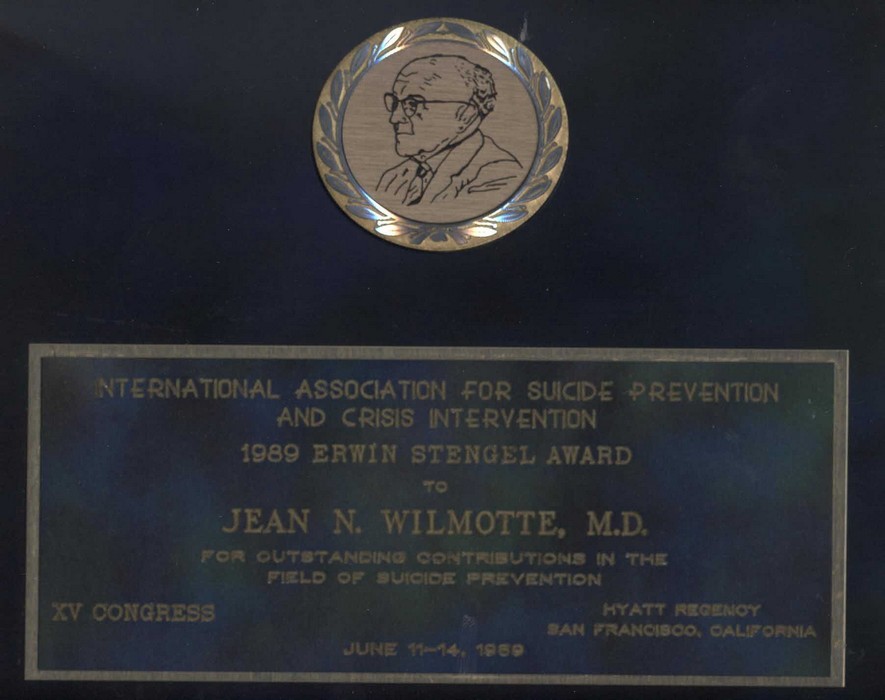 INTERNATIONAL ASSOCIATION FOR SUICIDE PREVENTION
AND CRISIS INTERVENTION
1989 ERWIN STENGEL AWARD
TO
JEAN N. WILMOTTE, M.D.
FOR OUTSTANDING CONTRIBUTIONS IN THE
FIELD OF SUICIDE PREVENTION
XV CONGRESS
HYATT REGENCY
SAN FRANCISCO, CALIFORNIA
JUNE 11-14, 1989